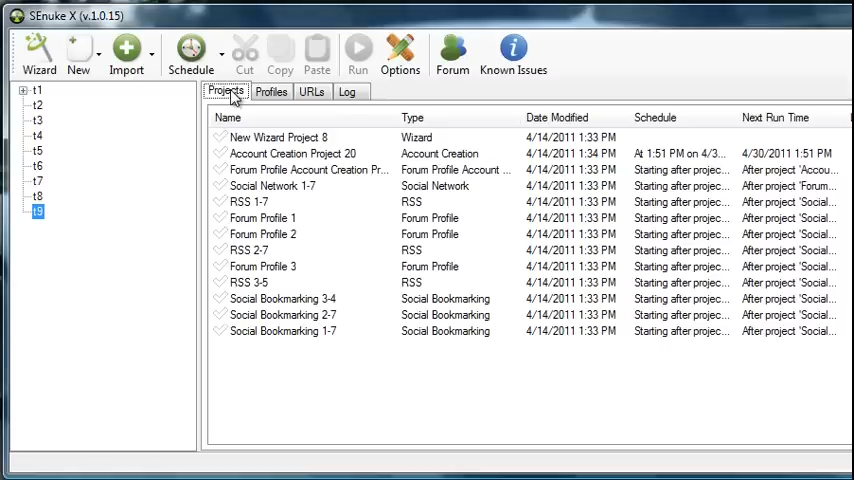 SEnuke X (v.1.0.15)
Wizard New Import Schedule Cut Copy Paste Run Options Forum Known Issues
t1
t2
t3
t4
t5
t6
t7
t8
t9
Projects Profiles URLs Log
Name Type Date Modified Schedule Next Run Time
New Wizard Project 8 Wizard 4/14/2011 1:33 PM
Account Creation Project 20 Account Creation 4/14/2011 1:34 PM At 1:51 PM on 4/3... 4/30/2011 1:51 PM
Forum Profile Account Creation Pr... Forum Profile Account ... 4/14/2011 1:33 PM Starting after projec... After project 'Accou...
Social Network 1-7 Social Network 4/14/2011 1:33 PM Starting after projec... After project 'Forum...
RSS 1-7 RSS 4/14/2011 1:33 PM Starting after projec... After project 'Social...
Forum Profile 1 Forum Profile 4/14/2011 1:33 PM Starting after projec... After project 'Social...
Forum Profile 2 Forum Profile 4/14/2011 1:33 PM Starting after projec... After project 'Social...
RSS 2-7 RSS 4/14/2011 1:33 PM Starting after projec... After project 'Social...
Forum Profile 3 Forum Profile 4/14/2011 1:33 PM Starting after projec... After project 'Social...
RSS 3-5 RSS 4/14/2011 1:33 PM Starting after projec... After project 'Social...
Social Bookmarking 3-4 Social Bookmarking 4/14/2011 1:33 PM Starting after projec... After project 'Social...
Social Bookmarking 2-7 Social Bookmarking 4/14/2011 1:33 PM Starting after projec... After project 'Social...
Social Bookmarking 1-7 Social Bookmarking 4/14/2011 1:33 PM Starting after projec... After project 'Social...